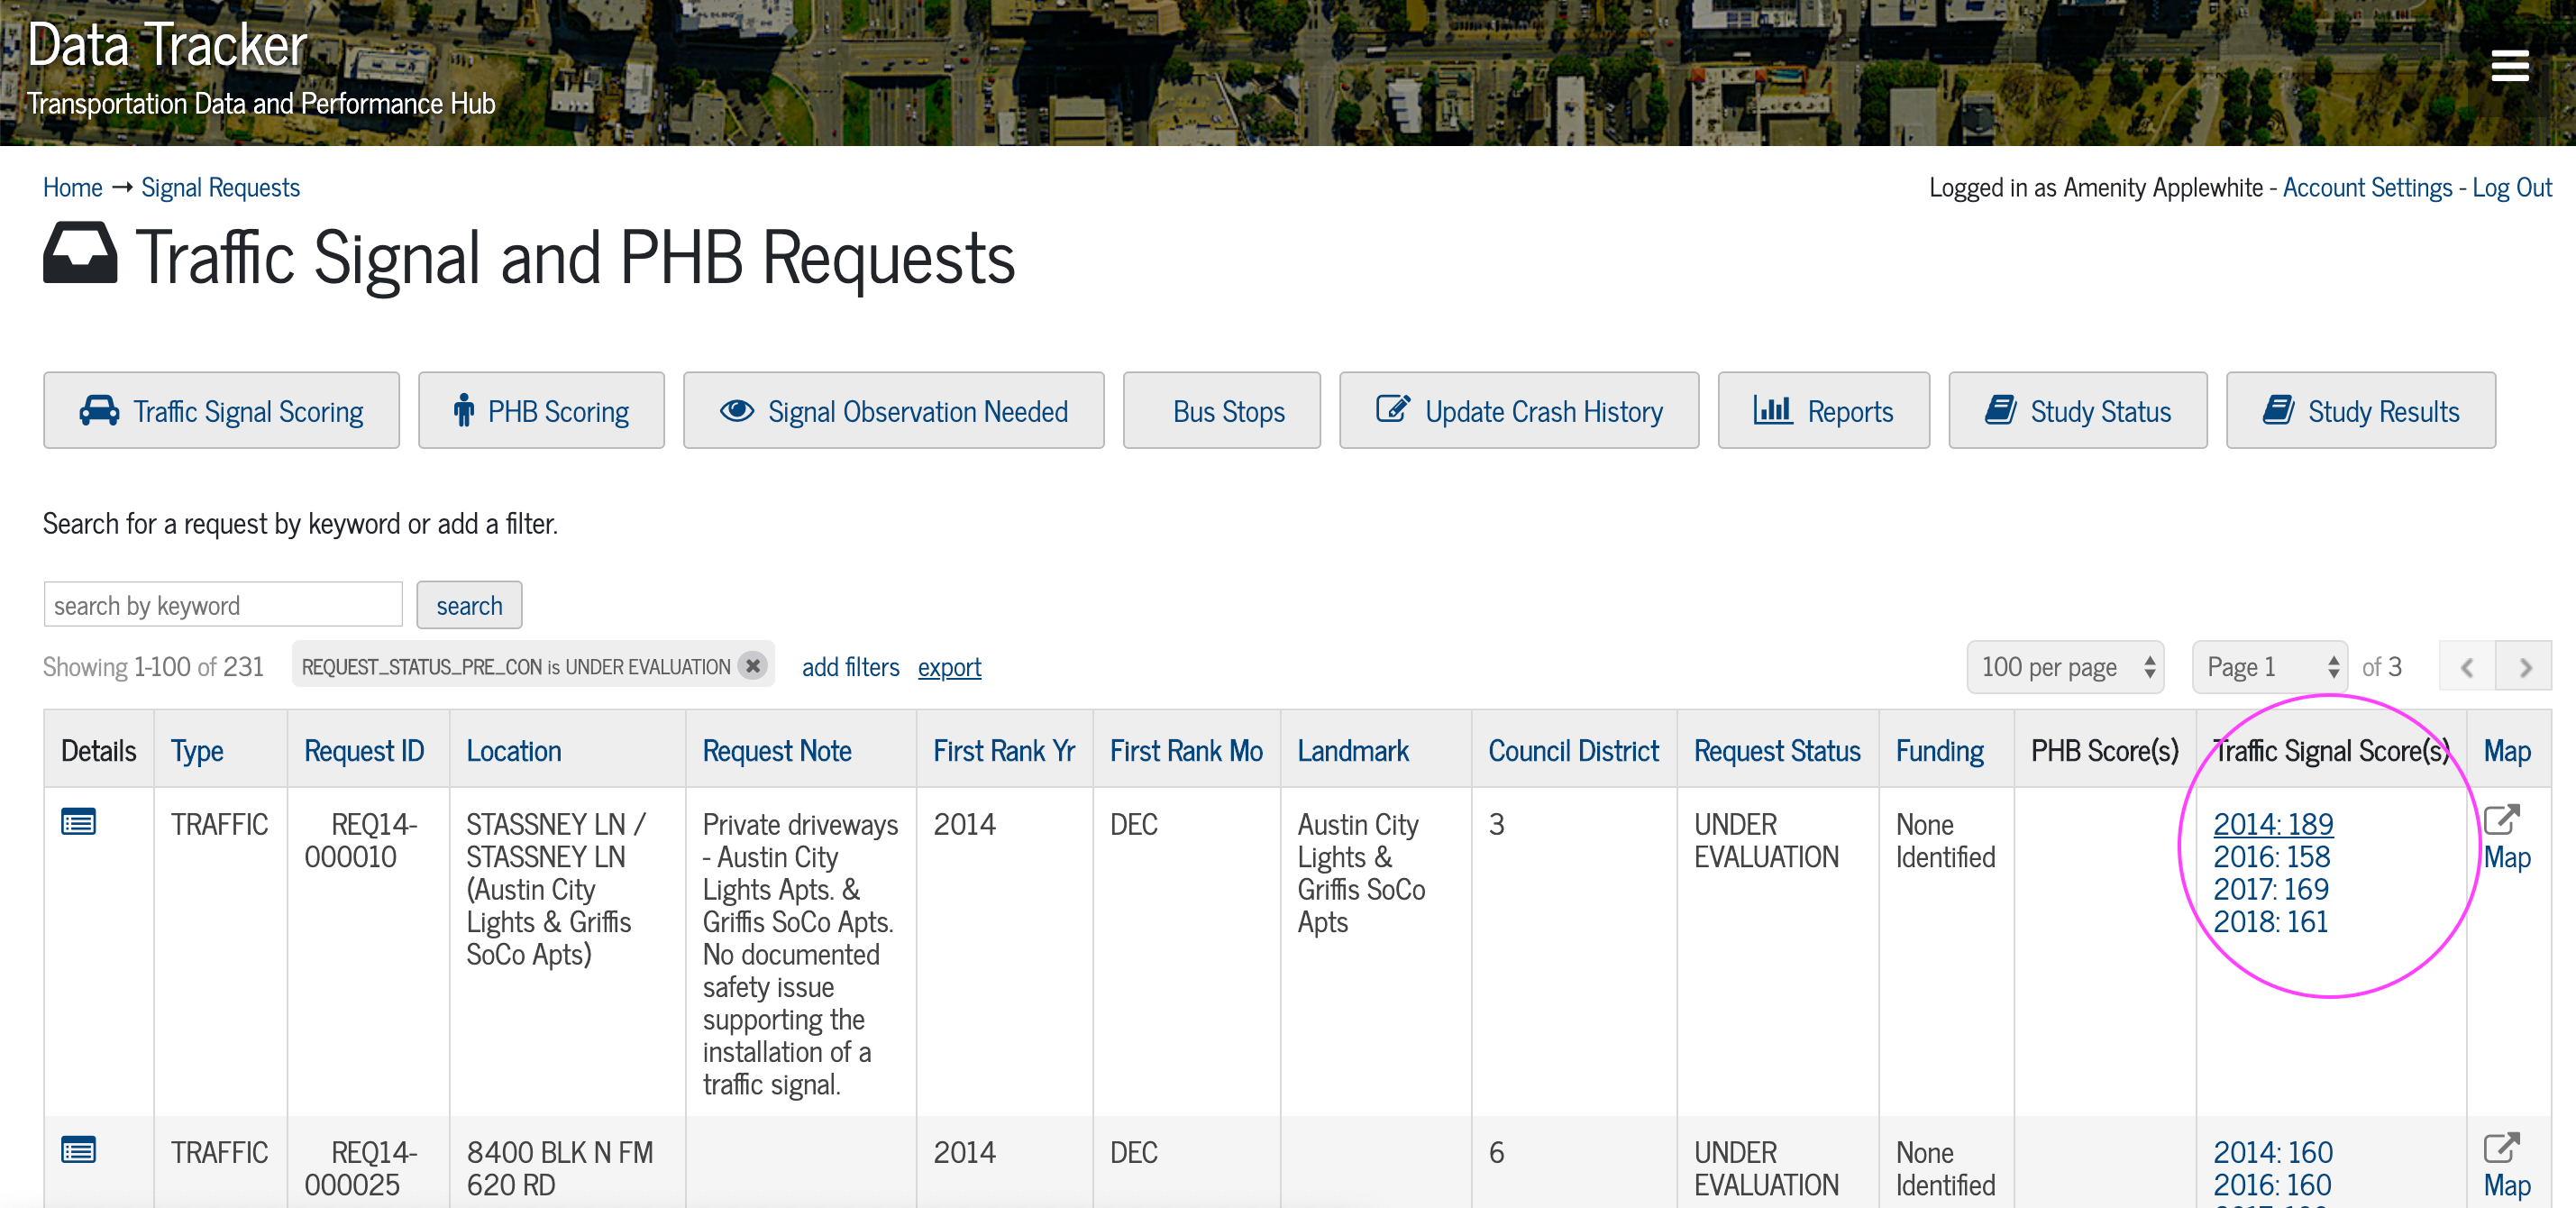 Data Tracker
Transportation Data and Performance Hub
Home → Signal Requests
Logged in as Amenity Applewhite - Account Settings - Log Out
Traffic Signal and PHB Requests
Traffic Signal Scoring
PHB Scoring
Signal Observation Needed
Bus Stops
Update Crash History
Reports
Study Status
Study Results
Search for a request by keyword or add a filter.
search by keyword
search
Showing 1-100 of 231
REQUEST_STATUS_PRE_CON is UNDER EVALUATION
add filters
export
100 per page
Page 1
of 3
Details
Type
Request ID
Location
Request Note
First Rank Yr
First Rank Mo
Landmark
Council District
Request Status
Funding
PHB Score(s)
Traffic Signal Score(s)
Map
TRAFFIC
REQ14-
000010
STASSNEY LN /
STASSNEY LN
(Austin City
Lights & Griffis
SoCo Apts)
Private driveways
- Austin City
Lights Apts. &
Griffis SoCo Apts.
No documented
safety issue
supporting the
installation of a
traffic signal.
2014
DEC
Austin City
Lights &
Griffis SoCo
Apts
3
UNDER
EVALUATION
None
Identified
2014: 189
2016: 158
2017: 169
2018: 161
Map
TRAFFIC
REQ14-
000025
8400 BLK N FM
620 RD
2014
DEC
6
UNDER
EVALUATION
None
Identified
2014: 160
2016: 160
Map